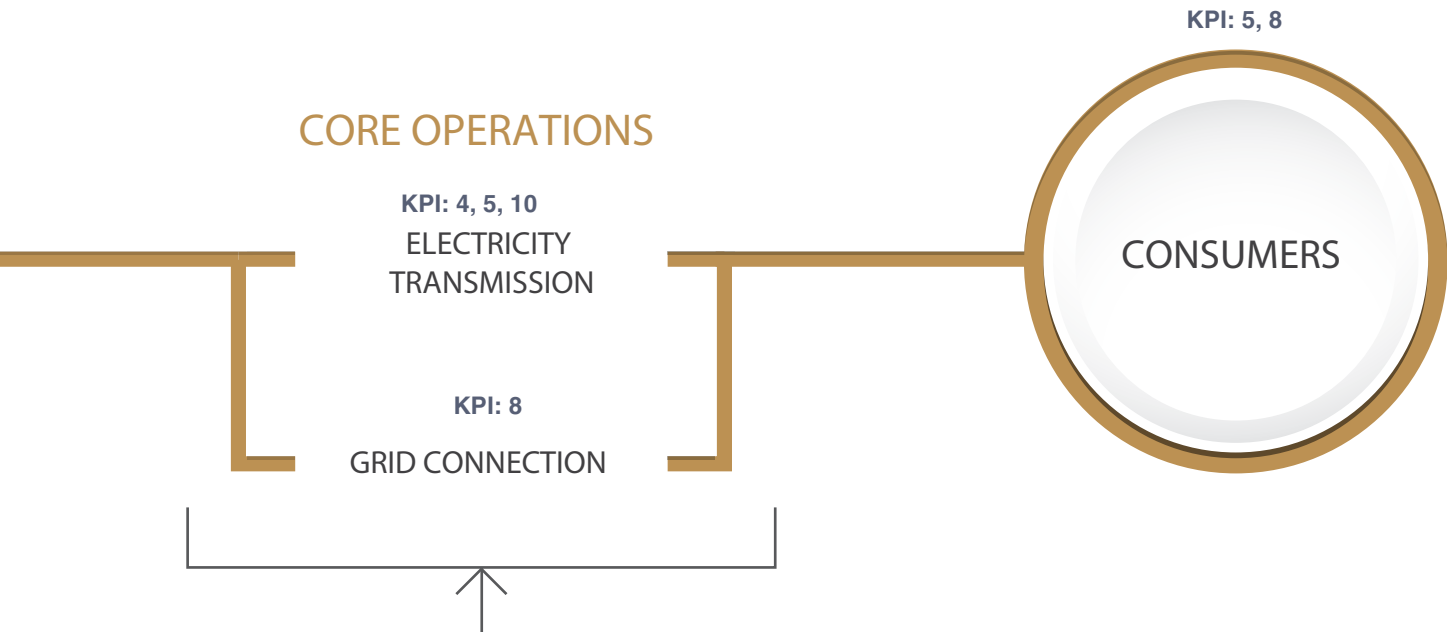 KPI: 5, 8
CORE OPERATIONS
KPI: 4, 5, 10
ELECTRICITY
TRANSMISSION
CONSUMERS
KPI: 8
GRID CONNECTION